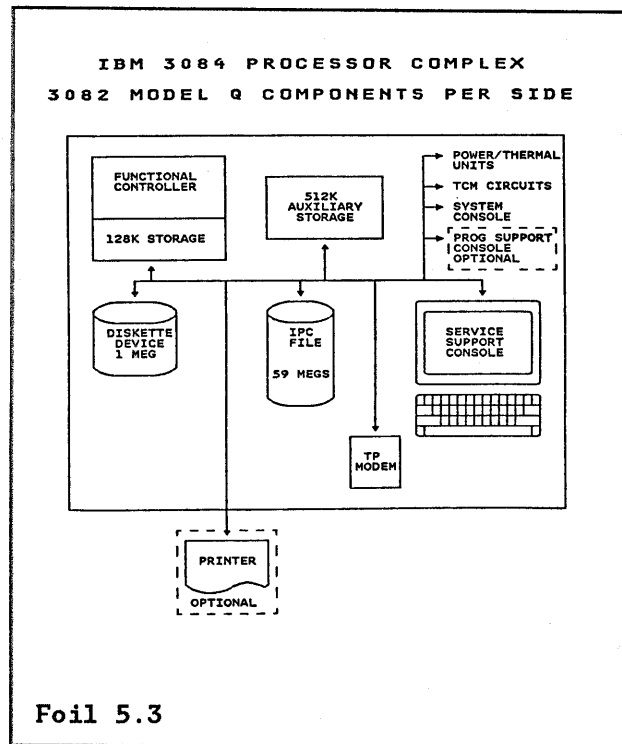 IBM 3084 PROCESSOR COMPLEX
3082 MODEL Q COMPONENTS PER SIDE
FUNCTIONAL
CONTROLLER
128K STORAGE
512K
AUXILIARY
STORAGE
POWER/THERMAL
UNITS
TCM CIRCUITS
SYSTEM
CONSOLE
PROG SUPPORT
CONSOLE
OPTIONAL
DISKETTE
DEVICE
1 MEG
IPC
FILE
59 MEGS
SERVICE
SUPPORT
CONSOLE
TP
MODEM
PRINTER
OPTIONAL
Foil 5.3